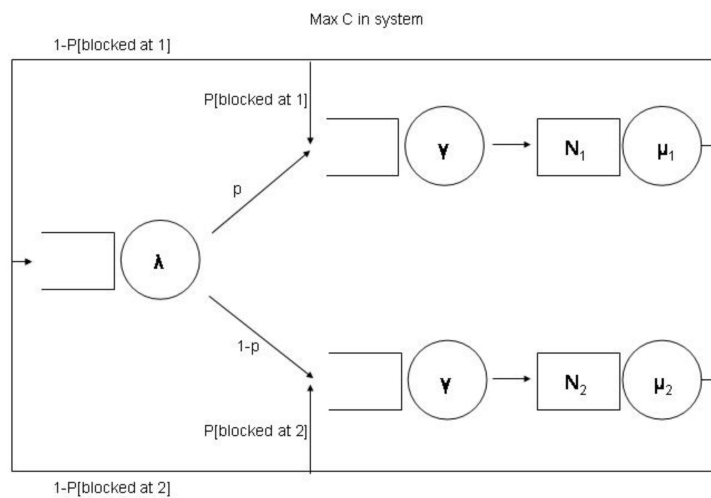 Max C in system
1-P[blocked at 1]
P[blocked at 1]
γ
N₁
μ₁
p
λ
1-p
γ
N₂
μ₂
P[blocked at 2]
1-P[blocked at 2]